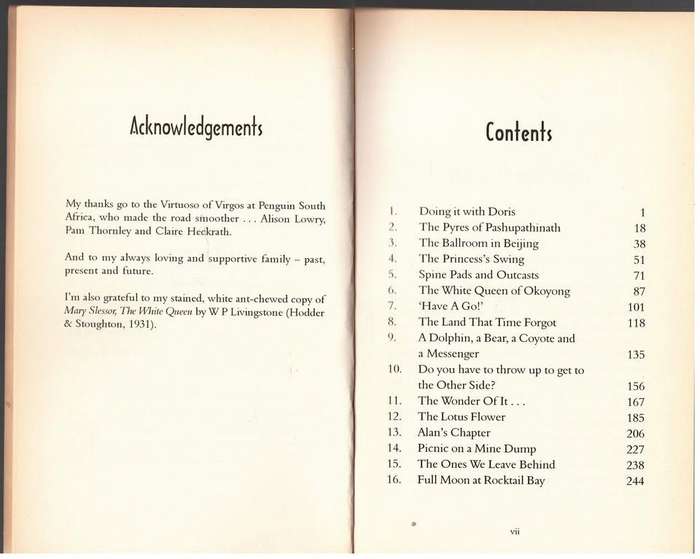 Acknowledgements
My thanks go to the Virtuoso of Virgos at Penguin South
Africa, who made the road smoother . . . Alison Lowry,
Pam Thornley and Claire Heckrath.
And to my always loving and supportive family – past,
present and future.
I'm also grateful to my stained, white ant-chewed copy of
Mary Slessor, The White Queen by W P Livingstone (Hodder
& Stoughton, 1931).
Contents
1. Doing it with Doris 1
2. The Pyres of Pashupathinath 18
3. The Ballroom in Beijing 38
4. The Princess's Swing 51
5. Spine Pads and Outcasts 71
6. The White Queen of Okoyong 87
7. 'Have A Go!' 101
8. The Land That Time Forgot 118
9. A Dolphin, a Bear, a Coyote and
a Messenger 135
10. Do you have to throw up to get to
the Other Side? 156
11. The Wonder Of It . . . 167
12. The Lotus Flower 185
13. Alan's Chapter 206
14. Picnic on a Mine Dump 227
15. The Ones We Leave Behind 238
16. Full Moon at Rocktail Bay 244
vii